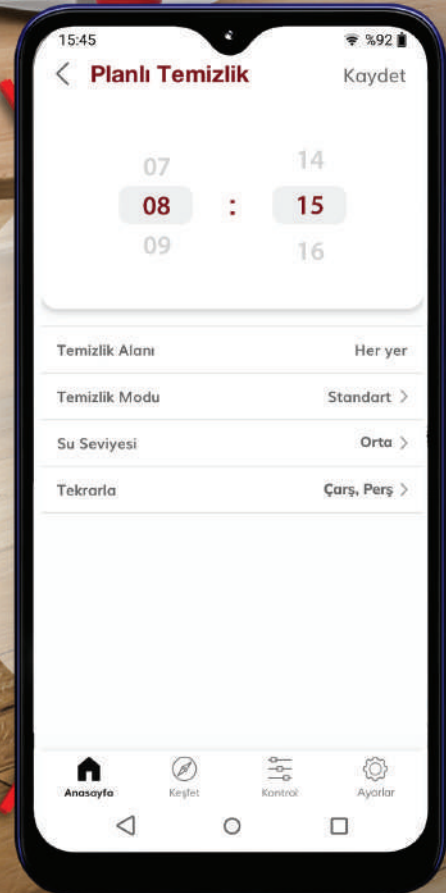 15:45 %92
Planlı Temizlik Kaydet
07 14
08 : 15
09 16
Temizlik Alanı Her yer
Temizlik Modu Standart
Su Seviyesi Orta
Tekrarla Çarş, Perş
Anasayfa Keşfet Kontrol Ayarlar